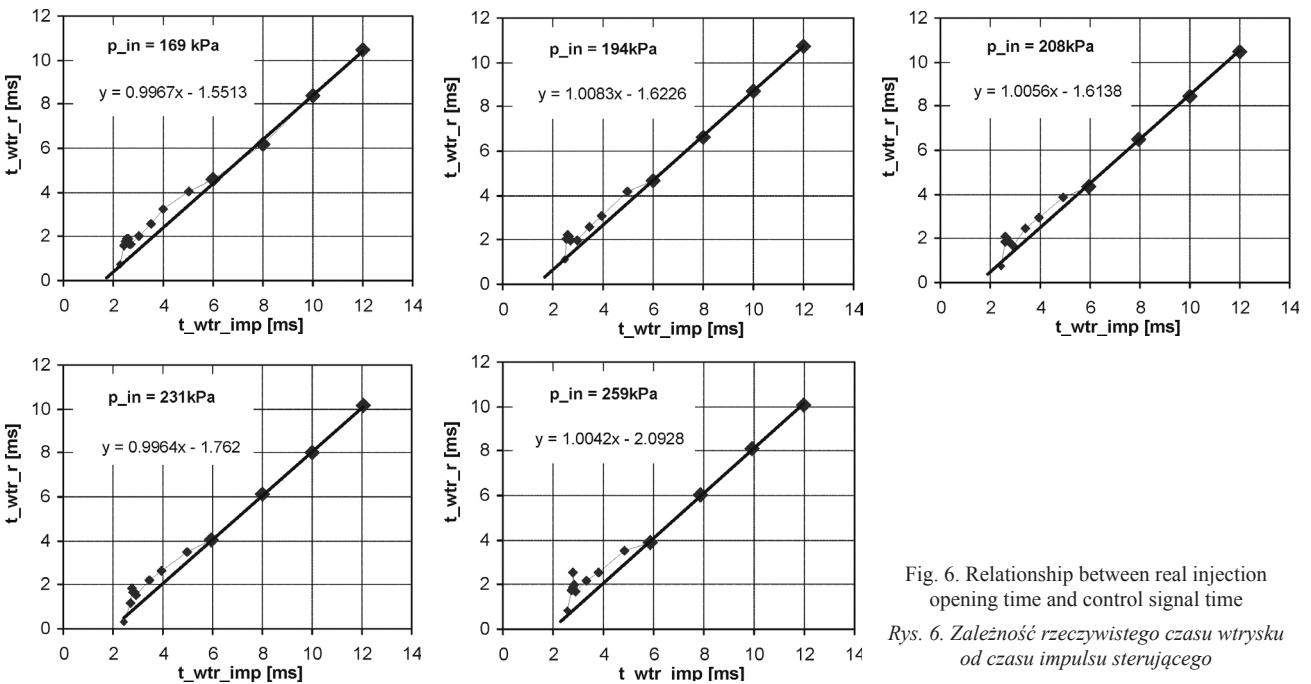 p_in = 169 kPa
y = 0.9967x - 1.5513
t_wtr_r [ms]
12
10
8
6
4
2
0
0 2 4 6 8 10 12 14
t_wtr_imp [ms]
p_in = 194kPa
y = 1.0083x - 1.6226
t_wtr_r [ms]
12
10
8
6
4
2
0
0 2 4 6 8 10 12 14
t_wtr_imp [ms]
p_in = 208kPa
y = 1.0056x - 1.6138
t_wtr_r [ms]
12
10
8
6
4
2
0
0 2 4 6 8 10 12 14
t_wtr_imp [ms]
p_in = 231kPa
y = 0.9964x - 1.762
t_wtr_r [ms]
12
10
8
6
4
2
0
0 2 4 6 8 10 12 14
t_wtr_imp [ms]
p_in = 259kPa
y = 1.0042x - 2.0928
t_wtr_r [ms]
12
10
8
6
4
2
0
0 2 4 6 8 10 12 14
t_wtr_imp [ms]
Fig. 6. Relationship between real injection
opening time and control signal time
Rys. 6. Zależność rzeczywistego czasu wtrysku
od czasu impulsu sterującego